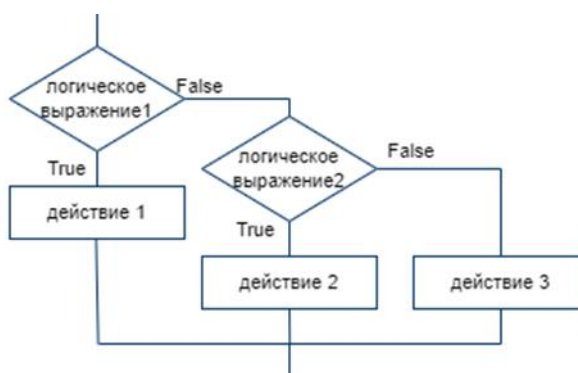 логическое
выражение1
False
True
действие 1
логическое
выражение2
False
True
действие 2
действие 3